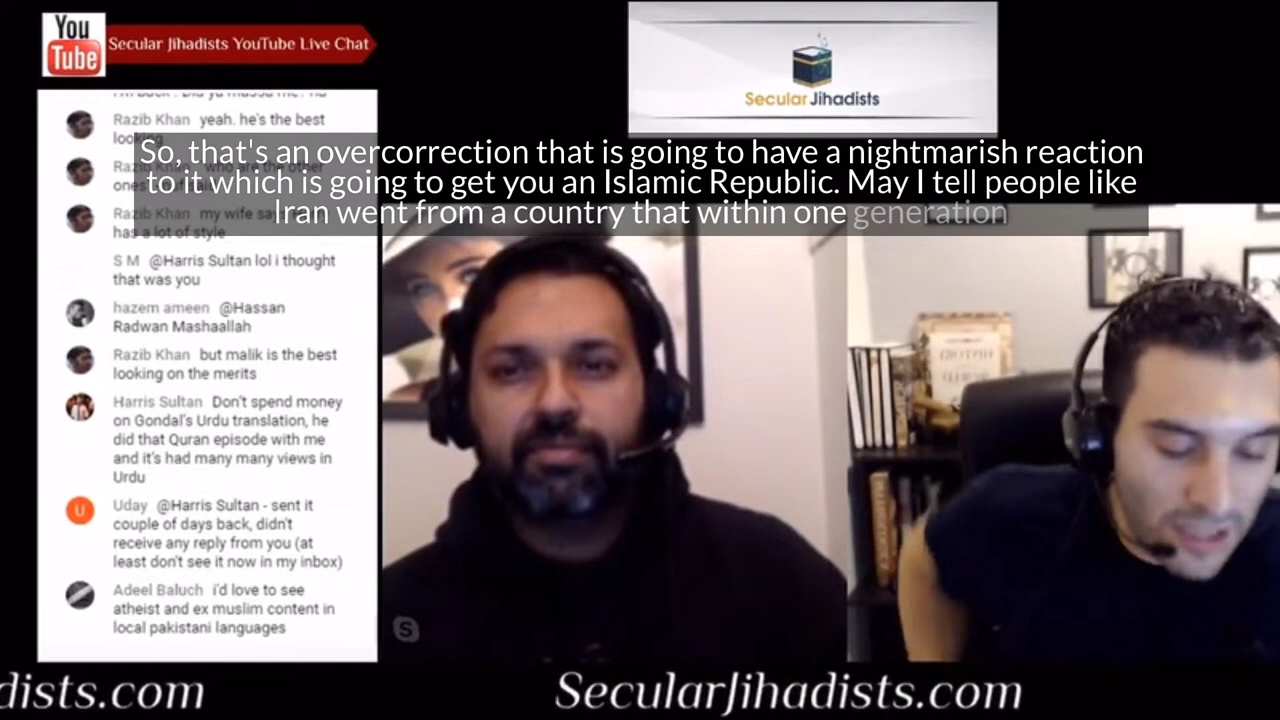 You
Tube
Secular Jihadists YouTube Live Chat
Secular Jihadists
So, that's an overcorrection that is going to have a nightmarish reaction
to it which is going to get you an Islamic Republic. May I tell people like
Iran went from a country that within one generation
Razib Khan yeah. he's the best
looking
Razib Khan
Razib Khan my wife says
has a lot of style
S M @Harris Sultan lol i thought
that was you
hazem ameen @Hassan
Radwan Mashaallah
Razib Khan but malik is the best
looking on the merits
Harris Sultan Don't spend money
on Gondal's Urdu translation, he
did that Quran episode with me
and it's had many many views in
Urdu
U
Uday @Harris Sultan - sent it
couple of days back, didn't
receive any reply from you (at
least don't see it now in my inbox)
Adeel Baluch i'd love to see
atheist and ex muslim content in
local pakistani languages
dists.com
SecularJihadists.com